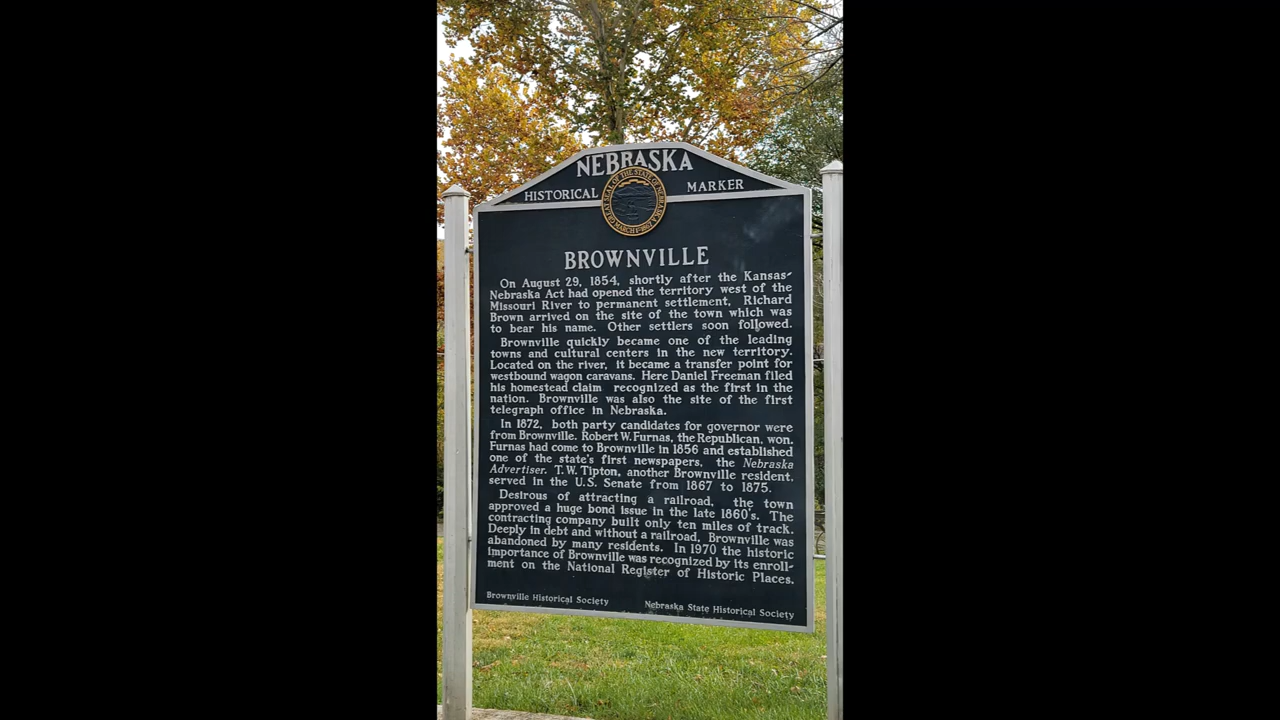 NEBRASKA
HISTORICAL MARKER
GREAT SEAL OF THE STATE OF NEBRASKA
MARCH 1ST 1867
BROWNVILLE
On August 29, 1854, shortly after the Kansas-
Nebraska Act had opened the territory west of the
Missouri River to permanent settlement, Richard
Brown arrived on the site of the town which was
to bear his name. Other settlers soon followed.
Brownville quickly became one of the leading
towns and cultural centers in the new territory.
Located on the river, it became a transfer point for
westbound wagon caravans. Here Daniel Freeman filed
his homestead claim recognized as the first in the
nation. Brownville was also the site of the first
telegraph office in Nebraska.
In 1872, both party candidates for governor were
from Brownville. Robert W. Furnas, the Republican, won.
Furnas had come to Brownville in 1856 and established
one of the state's first newspapers, the Nebraska
Advertiser. T. W. Tipton, another Brownville resident,
served in the U.S. Senate from 1867 to 1875.
Desirous of attracting a railroad, the town
approved a huge bond issue in the late 1860's. The
contracting company built only ten miles of track.
Deeply in debt and without a railroad, Brownville was
abandoned by many residents. In 1970 the historic
importance of Brownville was recognized by its enroll-
ment on the National Register of Historic Places.
Brownville Historical Society Nebraska State Historical Society